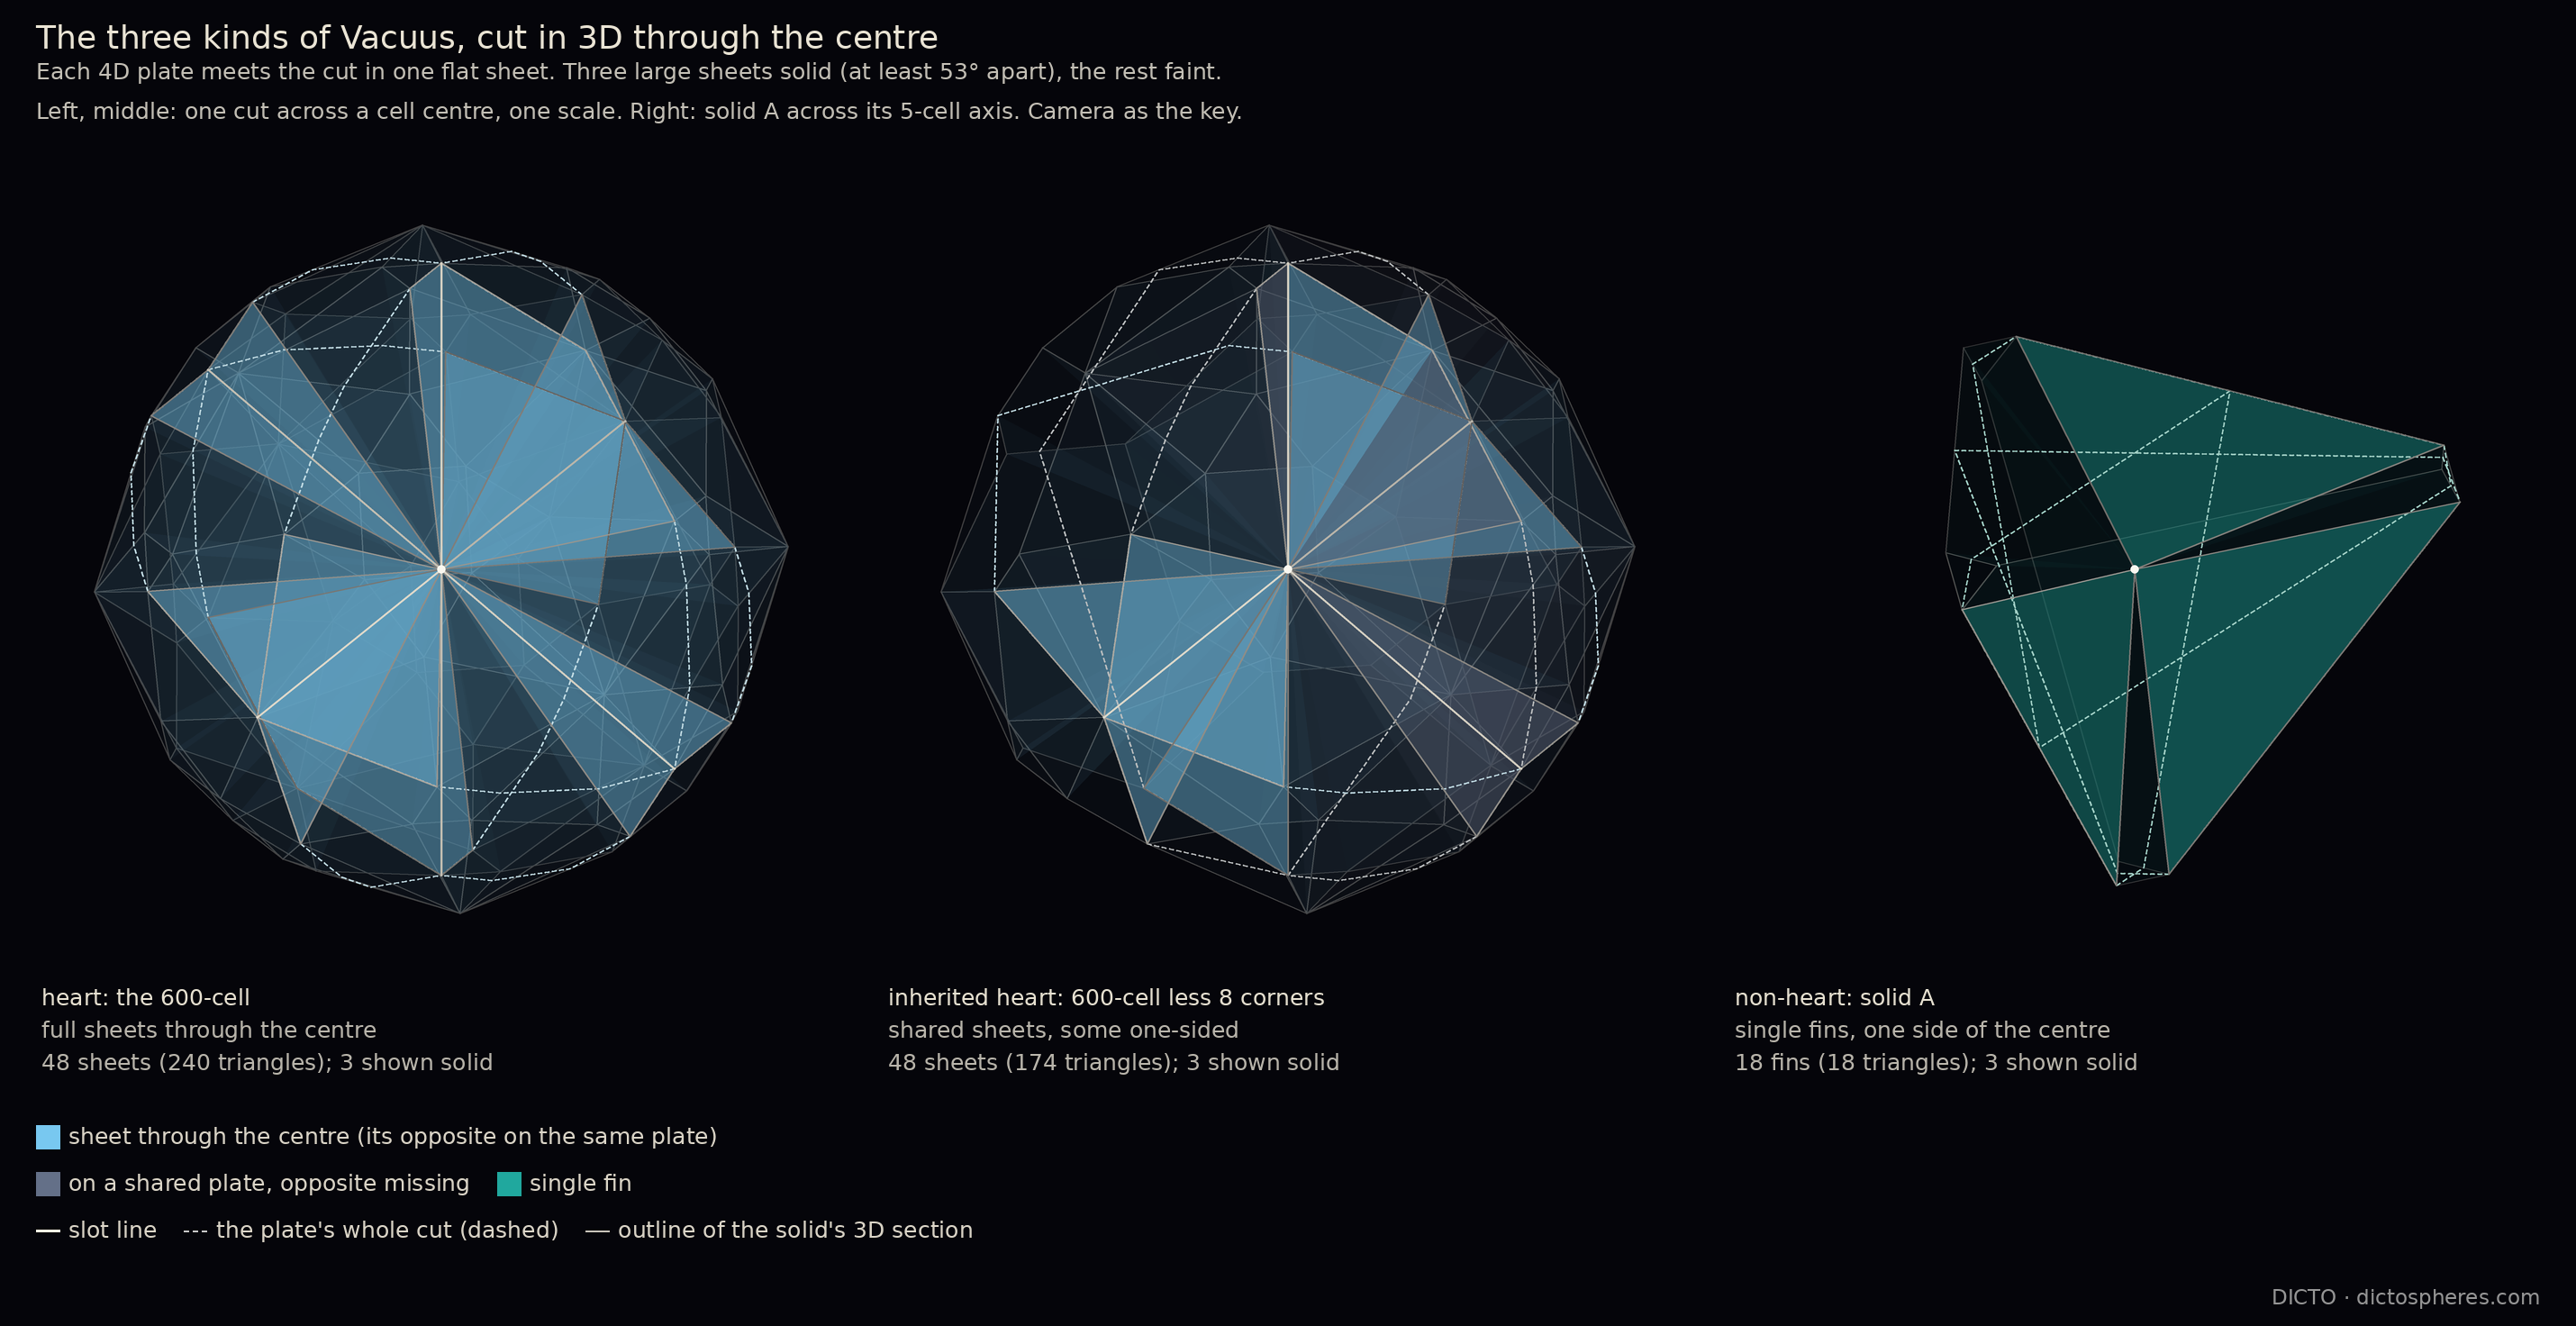 The three kinds of Vacuus, cut in 3D through the centre
Each 4D plate meets the cut in one flat sheet. Three large sheets solid (at least 53° apart), the rest faint.
Left, middle: one cut across a cell centre, one scale. Right: solid A across its 5-cell axis. Camera as the key.
heart: the 600-cell
full sheets through the centre
48 sheets (240 triangles); 3 shown solid
inherited heart: 600-cell less 8 corners
shared sheets, some one-sided
48 sheets (174 triangles); 3 shown solid
non-heart: solid A
single fins, one side of the centre
18 fins (18 triangles); 3 shown solid
sheet through the centre (its opposite on the same plate)
on a shared plate, opposite missing single fin
slot line the plate's whole cut (dashed) outline of the solid's 3D section
DICTO · dictospheres.com